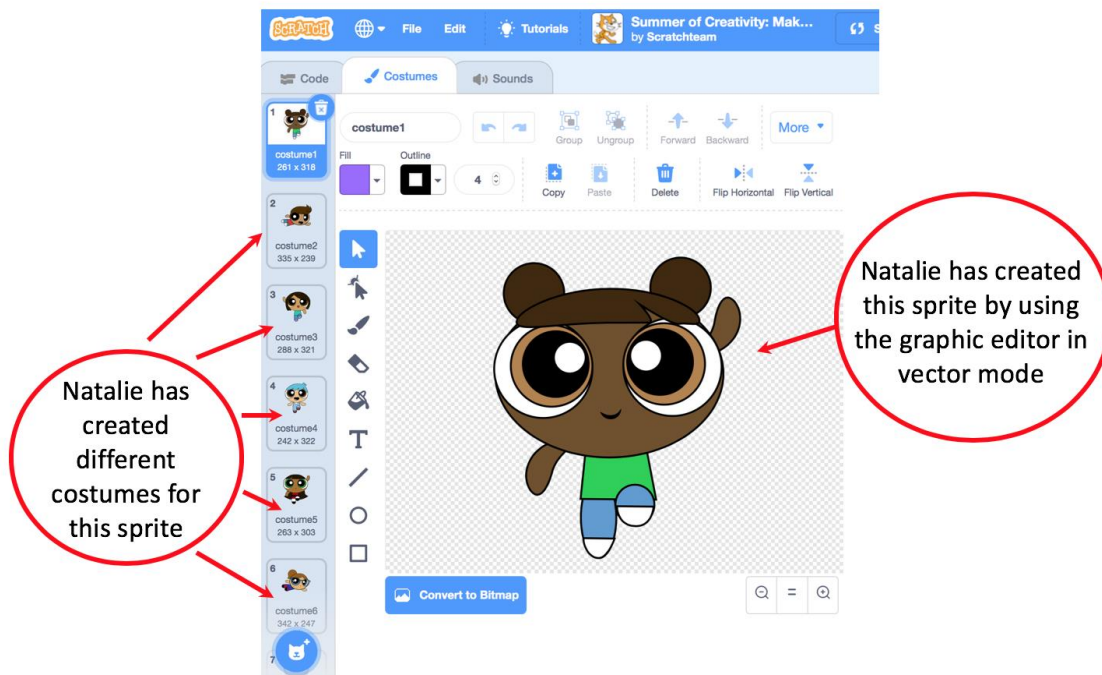 SCRATCH File Edit Tutorials Summer of Creativity: Mak...
by Scratchteam
Code Costumes Sounds
1
costume1
261 x 318
2
costume2
335 x 239
3
costume3
288 x 321
4
costume4
242 x 322
5
costume5
263 x 303
6
costume6
342 x 247
7
costume1
Group Ungroup Forward Backward More
Fill Outline
4
Copy Paste Delete Flip Horizontal Flip Vertical
T
Convert to Bitmap
Natalie has
created
different
costumes for
this sprite
Natalie has created
this sprite by using
the graphic editor in
vector mode